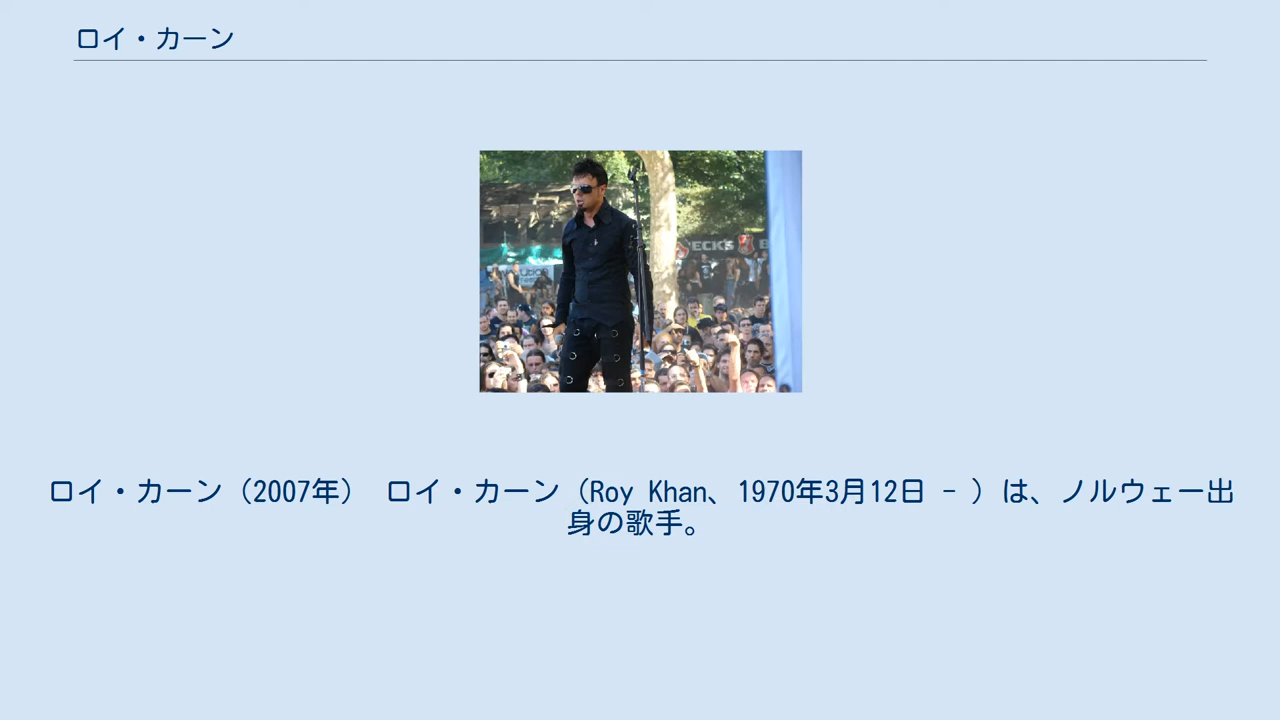 ロイ・カーン
ECK'S B
ロイ・カーン（2007年） ロイ・カーン（Roy Khan、1970年3月12日 - ）は、ノルウェー出
身の歌手。